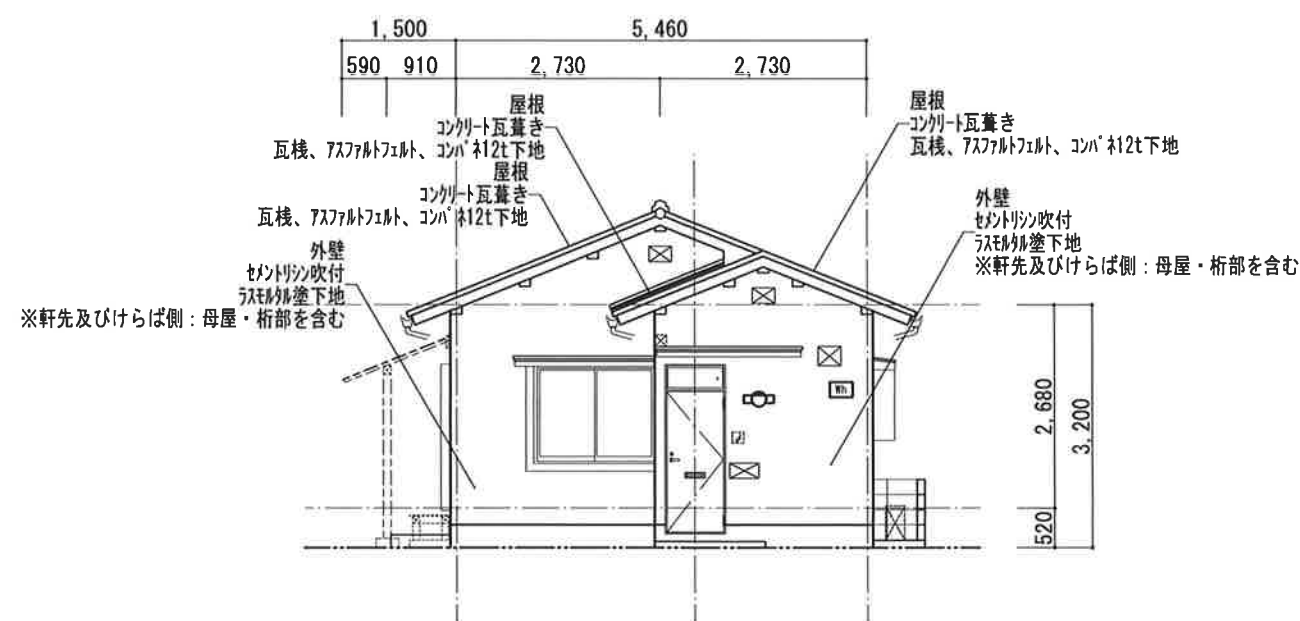 1,500
5,460
590
910
2,730
2,730
屋根
コンクリート瓦葺き
瓦桟、アスファルトフェルト、コンパネ12t下地
屋根
コンクリート瓦葺き
瓦桟、アスファルトフェルト、コンパネ12t下地
屋根
コンクリート瓦葺き
瓦桟、アスファルトフェルト、コンパネ12t下地
外壁
セメントリシン吹付
ラスモルタル塗下地
※軒先及びけらば側：母屋・桁部を含む
外壁
セメントリシン吹付
ラスモルタル塗下地
※軒先及びけらば側：母屋・桁部を含む
Wh
2,680
3,200
520